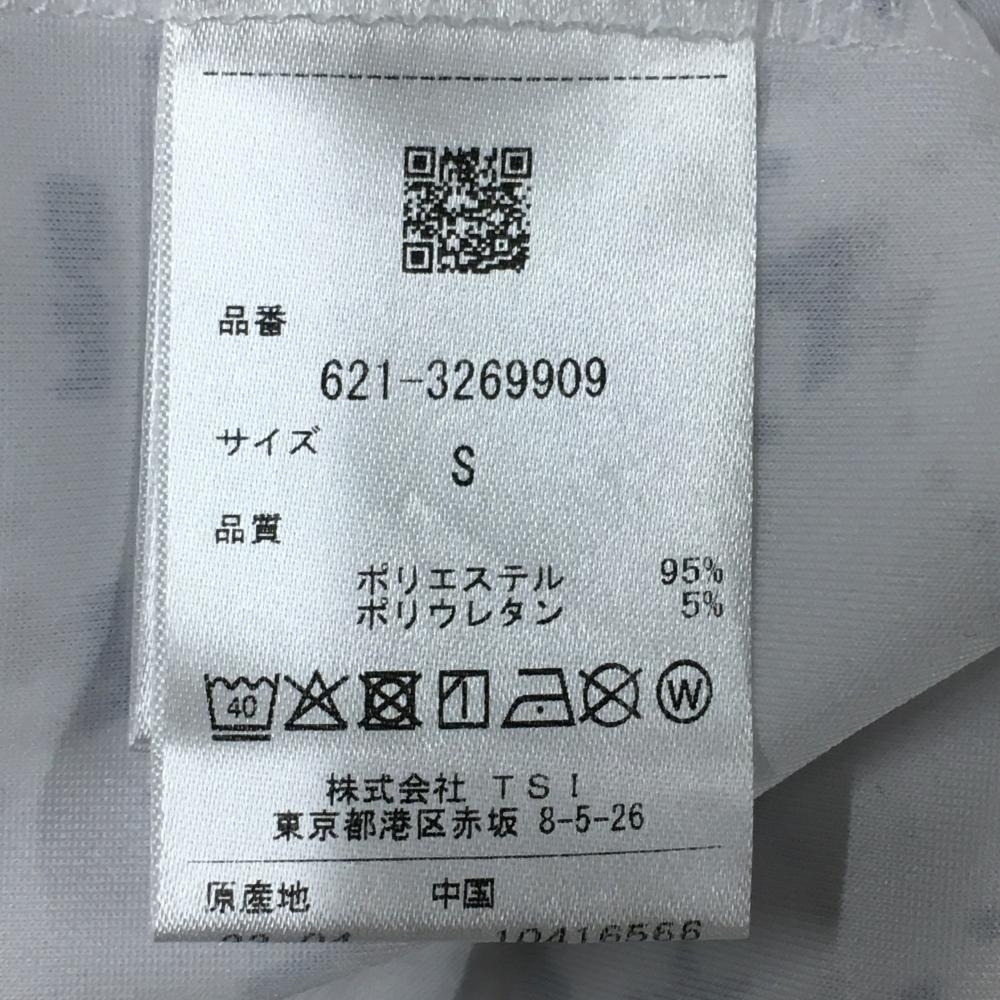 品番
621-3269909
サイズ
S
品質
ポリエステル 95%
ポリウレタン 5%
40
W
株式会社 TSI
東京都港区赤坂 8-5-26
原産地 中国
10416566